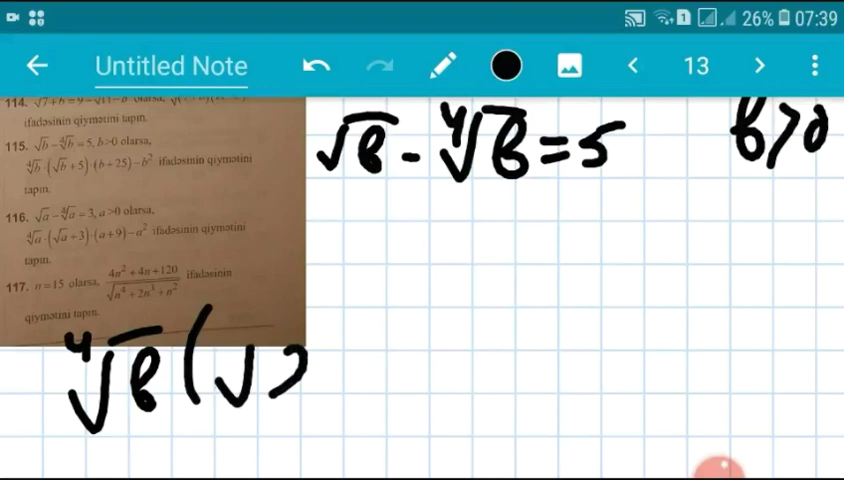 26% 07:39
Untitled Note 13
114. √7+b = 9-√11-b olarsa,
ifadəsinin qiymətini tapın.
115. √b-∜b = 5, b>0 olarsa,
∜b·(√b+5)·(b+25)-b² ifadəsinin qiymətini
tapın.
116. √a-∜a = 3, a>0 olarsa,
∜a·(√a+3)·(a+9)-a² ifadəsinin qiymətini
tapın.
117. n=15 olarsa, (4n²+4n+120)/√(n⁴+2n³+n²) ifadəsinin
qiymətini tapın.
√b - ∜b = 5 b>0
∜b (√